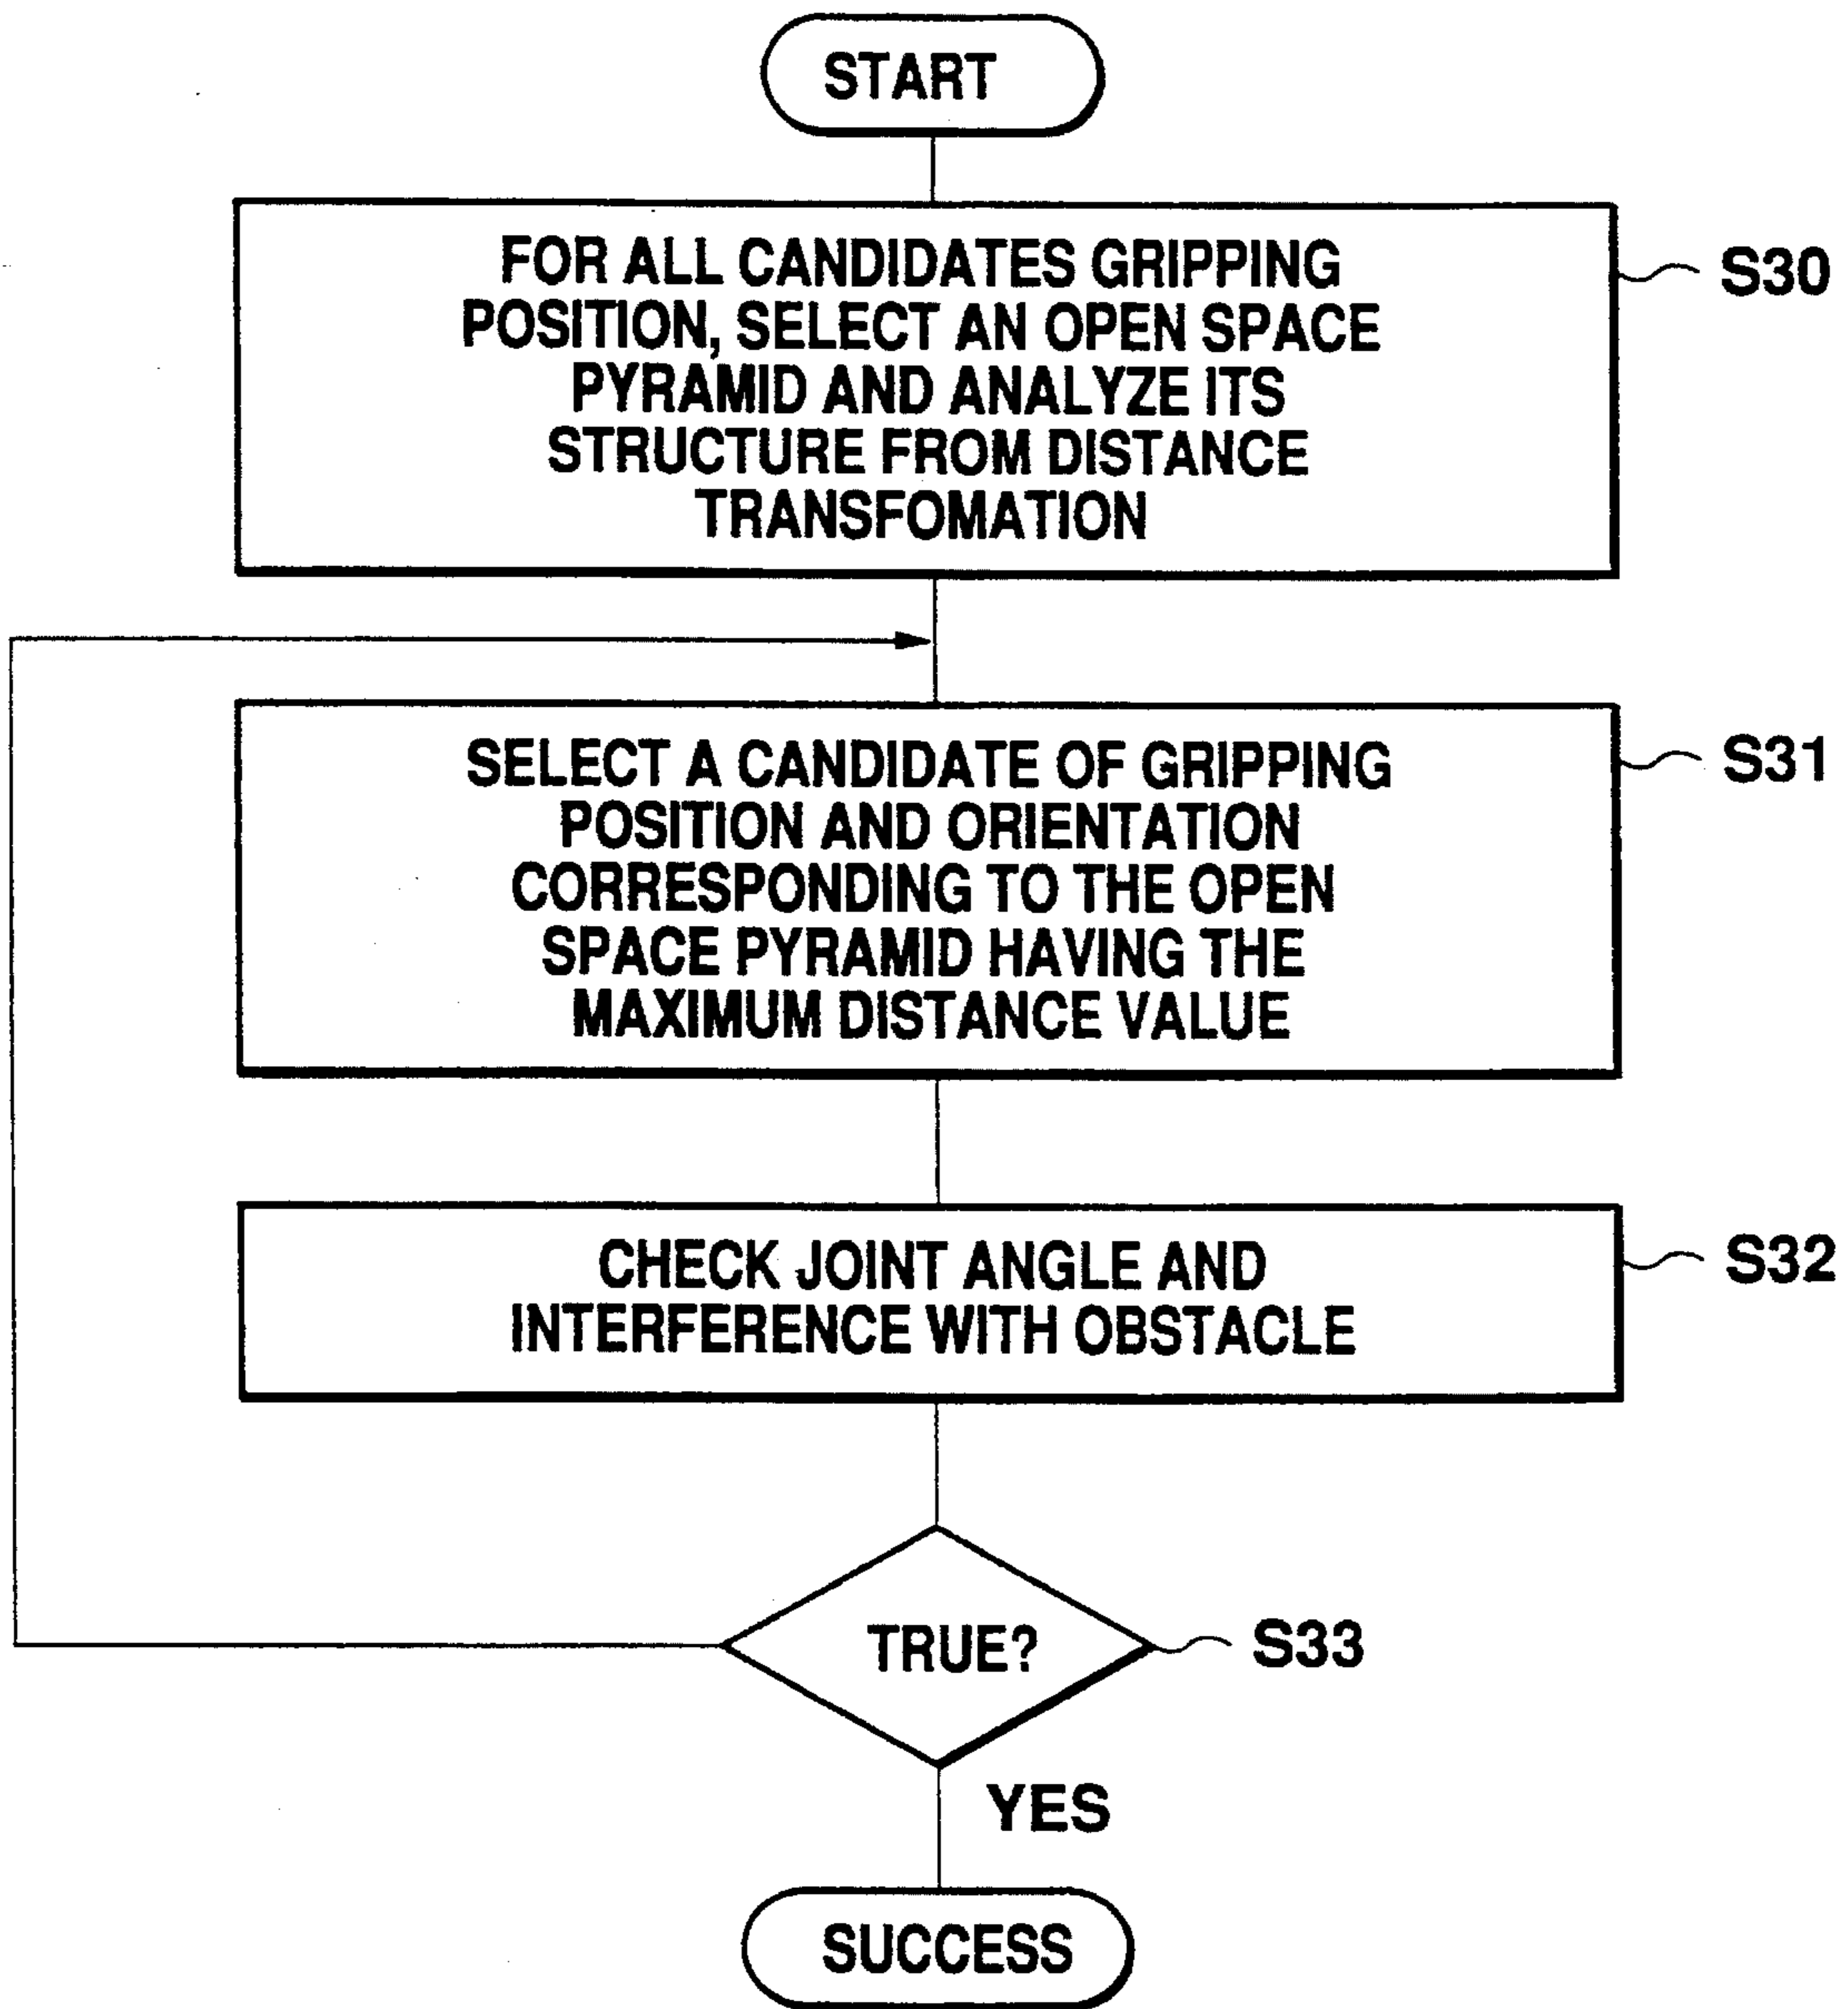 START
FOR ALL CANDIDATES GRIPPING
POSITION, SELECT AN OPEN SPACE
PYRAMID AND ANALYZE ITS
STRUCTURE FROM DISTANCE
TRANSFOMATION
S30
SELECT A CANDIDATE OF GRIPPING
POSITION AND ORIENTATION
CORRESPONDING TO THE OPEN
SPACE PYRAMID HAVING THE
MAXIMUM DISTANCE VALUE
S31
CHECK JOINT ANGLE AND
INTERFERENCE WITH OBSTACLE
S32
TRUE?
S33
YES
SUCCESS